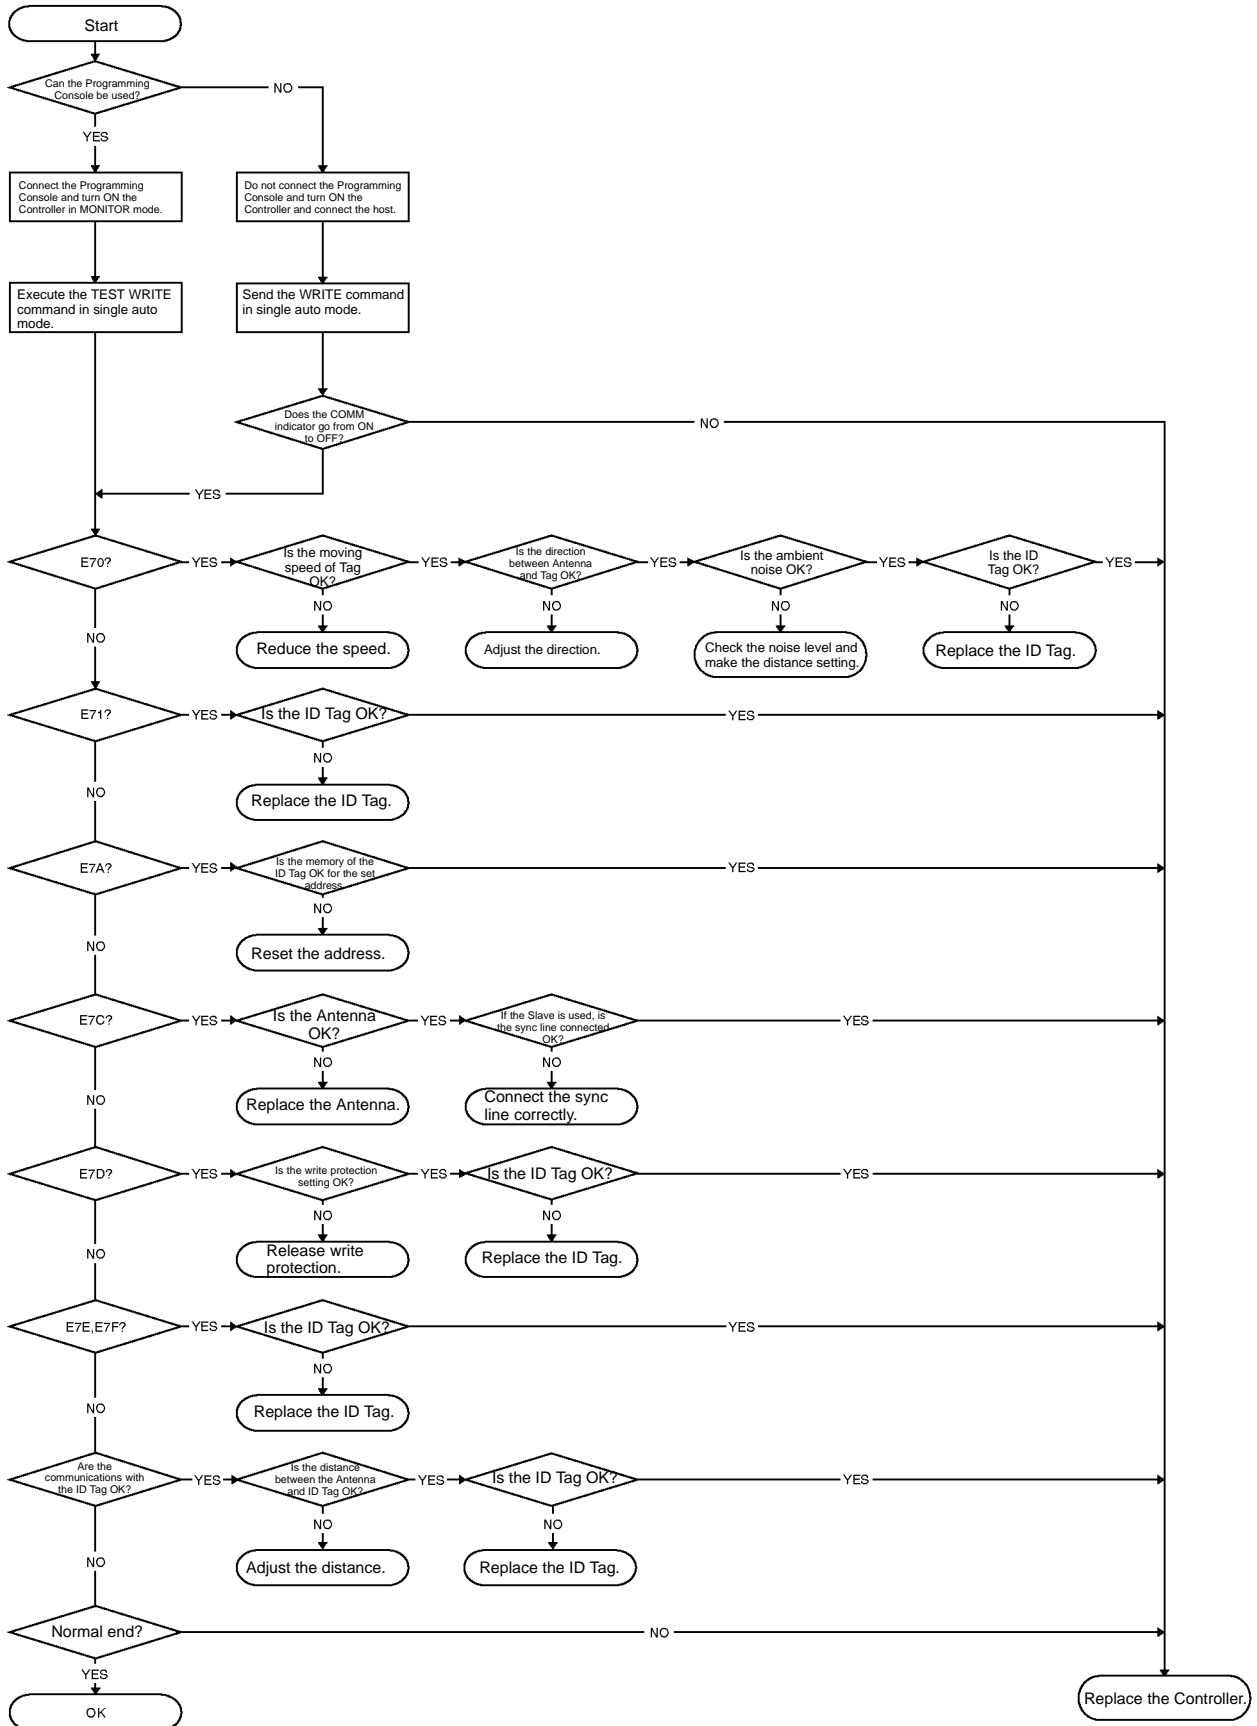 Start
Can the Programming
Console be used?
NO
YES
Connect the Programming
Console and turn ON the
Controller in MONITOR mode.
Do not connect the Programming
Console and turn ON the
Controller and connect the host.
Execute the TEST WRITE
command in single auto
mode.
Send the WRITE command
in single auto mode.
Does the COMM
indicator go from ON
to OFF?
NO
YES
E70?
YES
Is the moving
speed of Tag
OK?
YES
Is the direction
between Antenna
and Tag OK?
YES
Is the ambient
noise OK?
YES
Is the ID
Tag OK?
YES
NO
NO
NO
NO
NO
Reduce the speed.
Adjust the direction.
Check the noise level and
make the distance setting.
Replace the ID Tag.
E71?
YES
Is the ID Tag OK?
YES
NO
NO
Replace the ID Tag.
E7A?
YES
Is the memory of the
ID Tag OK for the set
address
YES
NO
NO
Reset the address.
E7C?
YES
Is the Antenna
OK?
YES
If the Slave is used, is
the sync line connected
OK?
YES
NO
NO
NO
Replace the Antenna.
Connect the sync
line correctly.
E7D?
YES
Is the write protection
setting OK?
YES
Is the ID Tag OK?
YES
NO
NO
NO
Release write
protection.
Replace the ID Tag.
E7E,E7F?
YES
Is the ID Tag OK?
YES
NO
NO
Replace the ID Tag.
Are the
communications with
the ID Tag OK?
YES
Is the distance
between the Antenna
and ID Tag OK?
YES
Is the ID Tag OK?
YES
NO
NO
NO
Adjust the distance.
Replace the ID Tag.
Normal end?
NO
YES
OK
Replace the Controller.